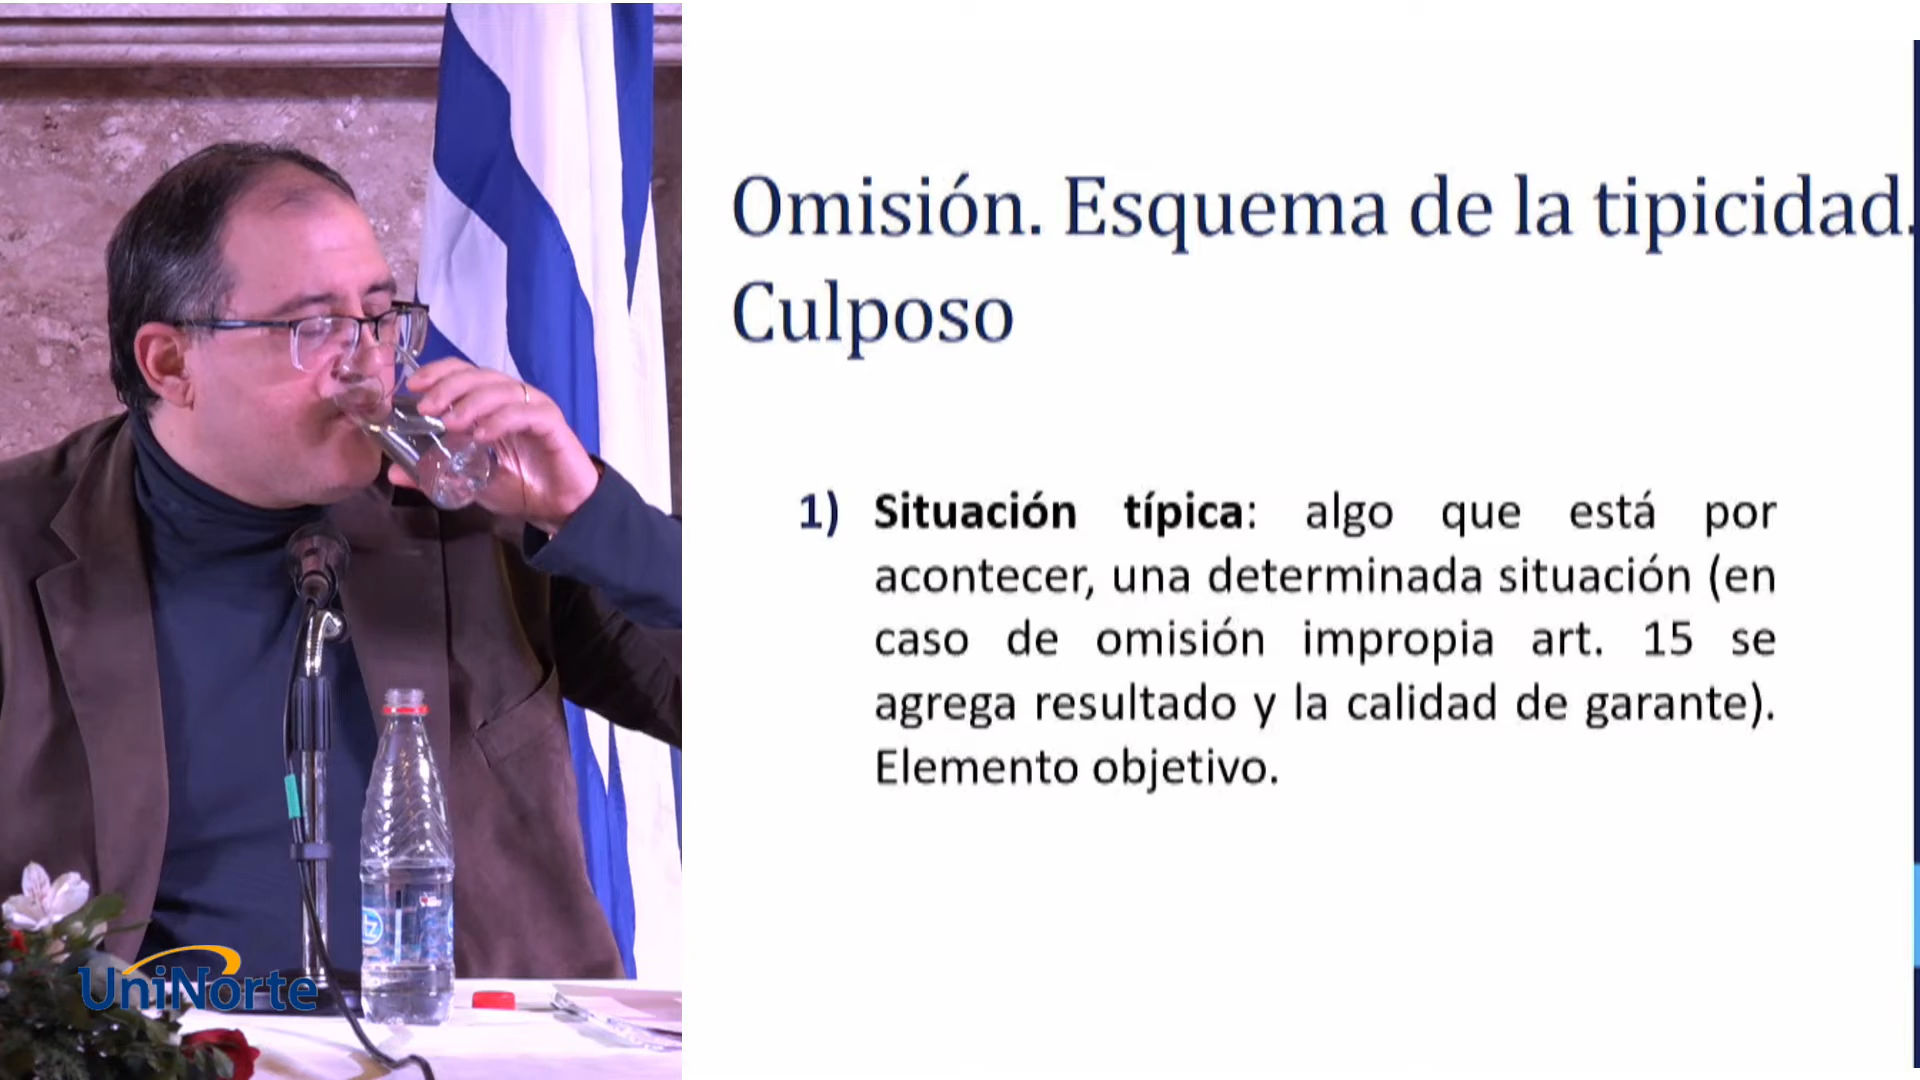 Omisión. Esquema de la tipicidad.
Culposo
1) Situación típica: algo que está por
acontecer, una determinada situación (en
caso de omisión impropia art. 15 se
agrega resultado y la calidad de garante).
Elemento objetivo.
UniNorte